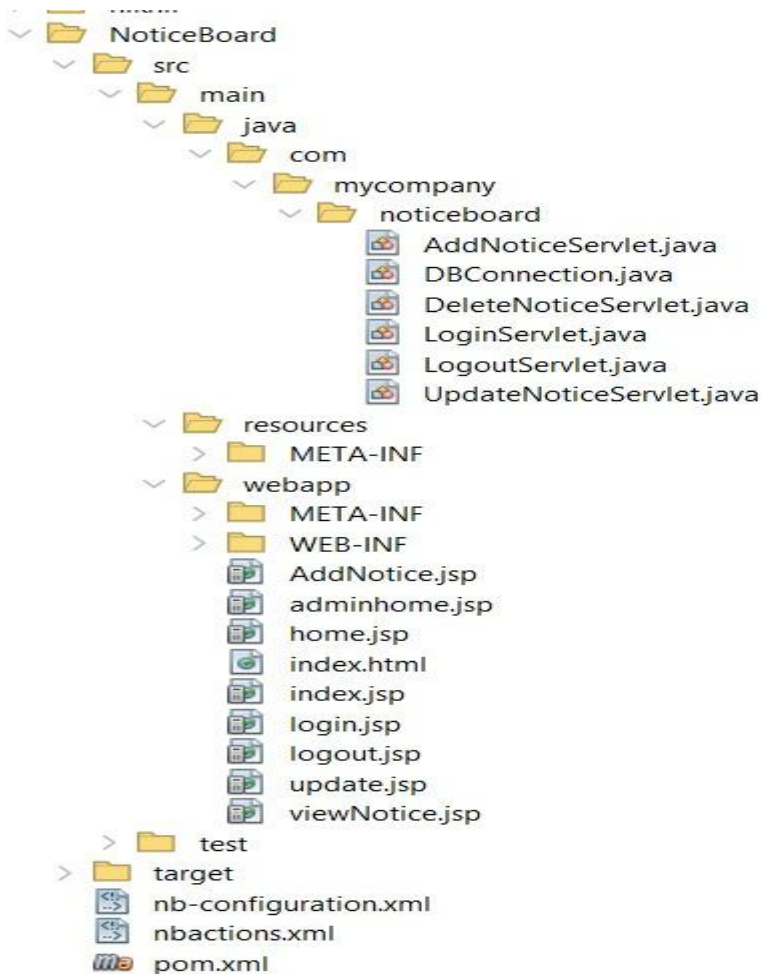 NoticeBoard
src
main
java
com
mycompany
noticeboard
AddNoticeServlet.java
DBConnection.java
DeleteNoticeServlet.java
LoginServlet.java
LogoutServlet.java
UpdateNoticeServlet.java
resources
META-INF
webapp
META-INF
WEB-INF
AddNotice.jsp
adminhome.jsp
home.jsp
index.html
index.jsp
login.jsp
logout.jsp
update.jsp
viewNotice.jsp
test
target
nb-configuration.xml
nbactions.xml
pom.xml